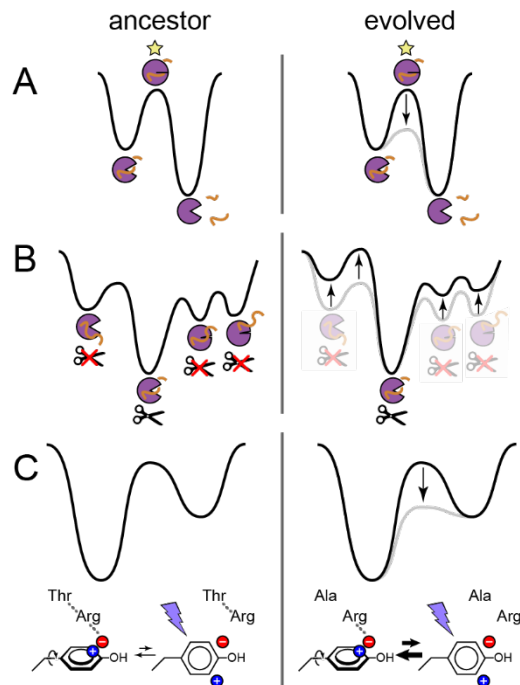 ancestor evolved
A
B
C
Thr Thr Ala Ala
Arg Arg Arg Arg
− − − −
+ OH OH + OH OH
+ +